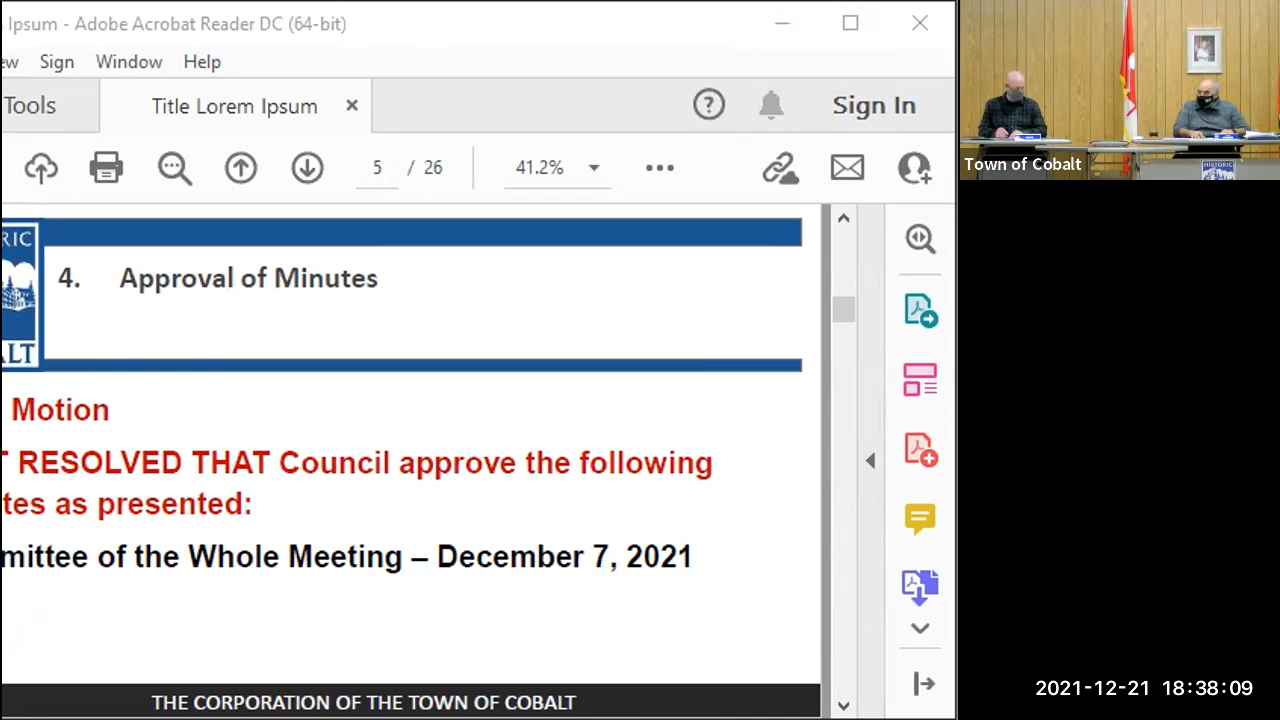 Ipsum - Adobe Acrobat Reader DC (64-bit)
ew Sign Window Help
Tools Title Lorem Ipsum Sign In
5 / 26 41.2%
RIC
ALT
4. Approval of Minutes
Motion
T RESOLVED THAT Council approve the following
tes as presented:
mittee of the Whole Meeting – December 7, 2021
THE CORPORATION OF THE TOWN OF COBALT
Town of Cobalt
HISTORIC
2021-12-21 18:38:09